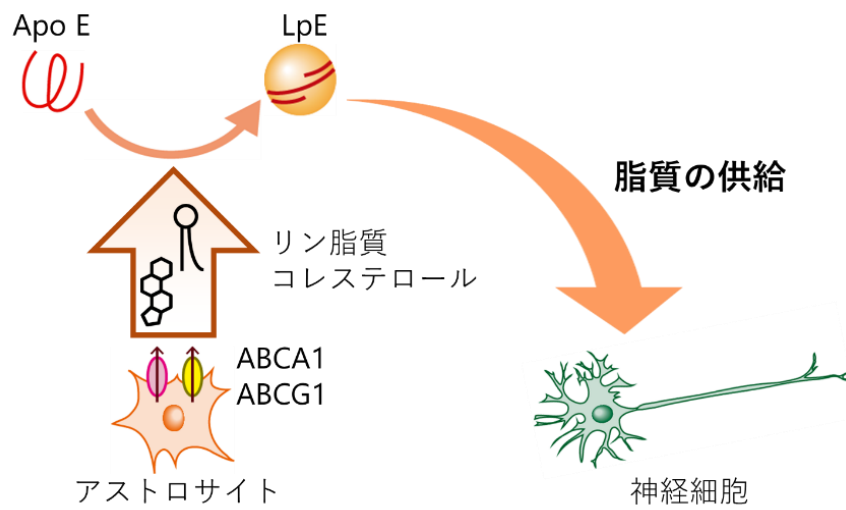 Apo E
LpE
脂質の供給
リン脂質
コレステロール
ABCA1
ABCG1
アストロサイト
神経細胞